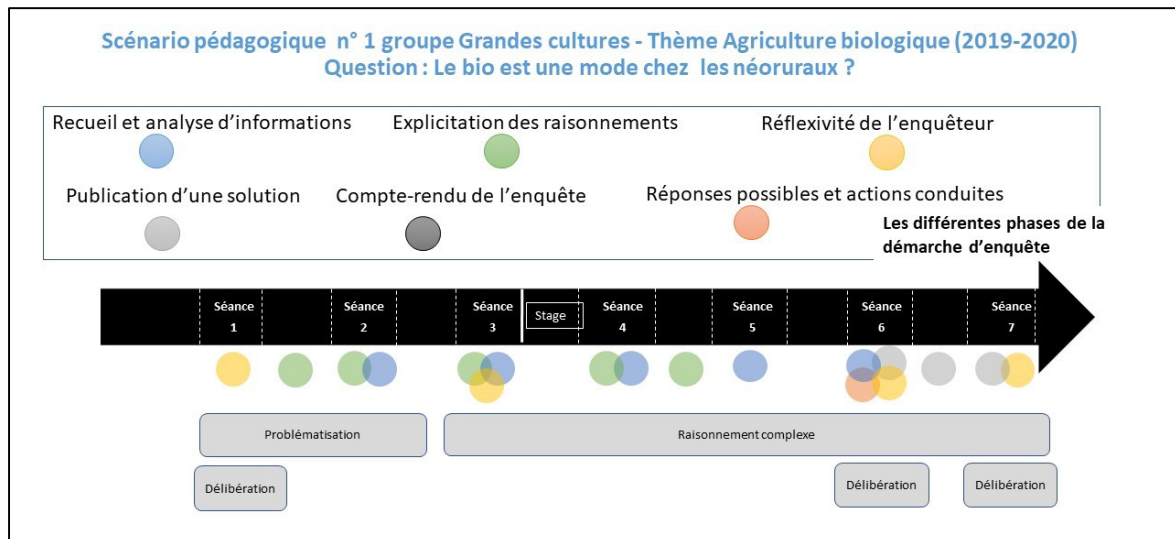 Scénario pédagogique n° 1 groupe Grandes cultures - Thème Agriculture biologique (2019-2020)
Question : Le bio est une mode chez les néoruraux ?
Recueil et analyse d'informations
Explicitation des raisonnements
Réflexivité de l'enquêteur
Publication d'une solution
Compte-rendu de l'enquête
Réponses possibles et actions conduites
Les différentes phases de la
démarche d'enquête
Séance
1
Séance
2
Séance
3
Stage
Séance
4
Séance
5
Séance
6
Séance
7
Problématisation
Raisonnement complexe
Délibération
Délibération
Délibération